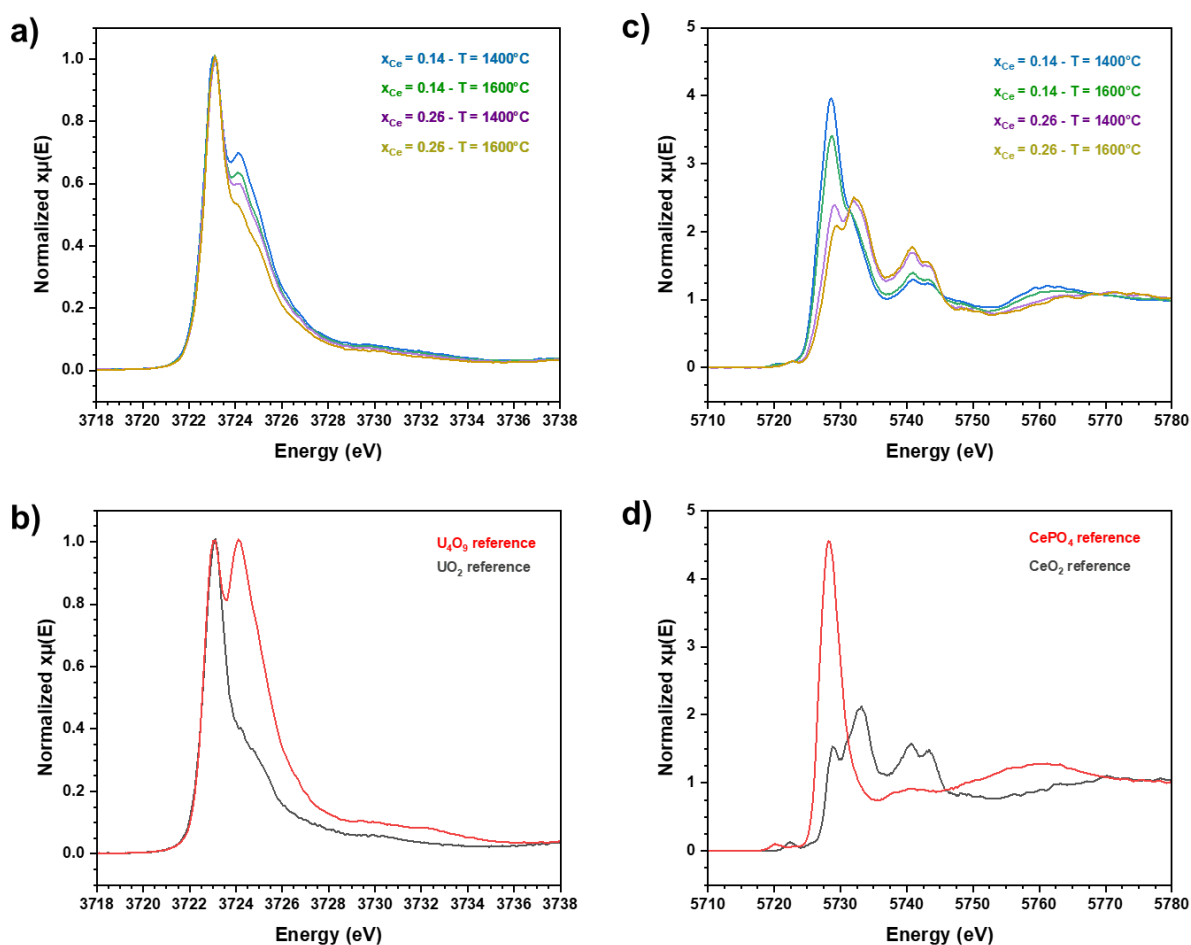 a)
Normalized xμ(E)
1.0
0.8
0.6
0.4
0.2
0.0
xCe = 0.14 - T = 1400°C
xCe = 0.14 - T = 1600°C
xCe = 0.26 - T = 1400°C
xCe = 0.26 - T = 1600°C
3718 3720 3722 3724 3726 3728 3730 3732 3734 3736 3738
Energy (eV)
c)
Normalized xμ(E)
5
4
3
2
1
0
xCe = 0.14 - T = 1400°C
xCe = 0.14 - T = 1600°C
xCe = 0.26 - T = 1400°C
xCe = 0.26 - T = 1600°C
5710 5720 5730 5740 5750 5760 5770 5780
Energy (eV)
b)
Normalized xμ(E)
1.0
0.8
0.6
0.4
0.2
0.0
U4O9 reference
UO2 reference
3718 3720 3722 3724 3726 3728 3730 3732 3734 3736 3738
Energy (eV)
d)
Normalized xμ(E)
5
4
3
2
1
0
CePO4 reference
CeO2 reference
5710 5720 5730 5740 5750 5760 5770 5780
Energy (eV)